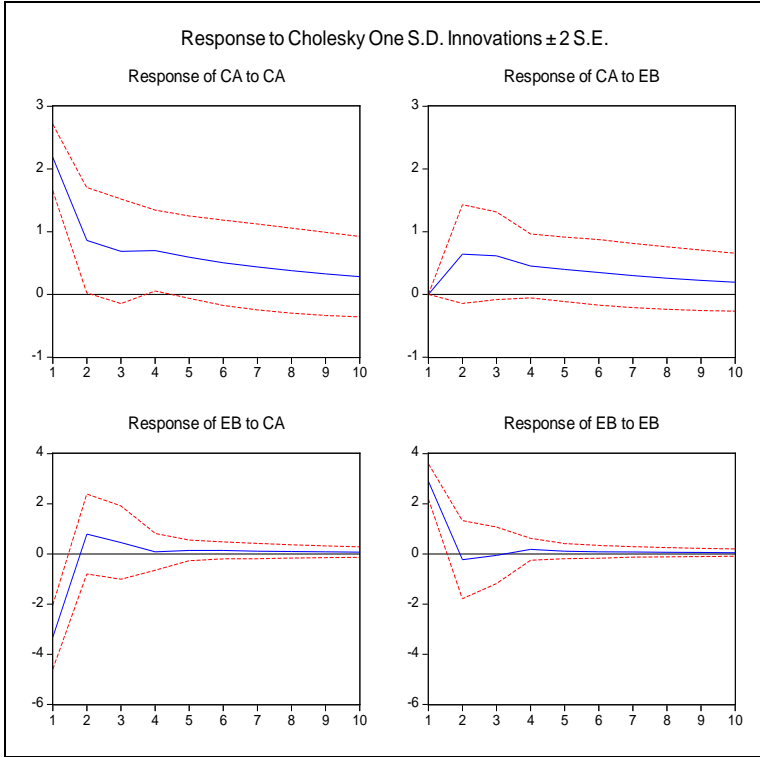 Response to Cholesky One S.D. Innovations ± 2 S.E.
Response of CA to CA
3
2
1
0
-1
1 2 3 4 5 6 7 8 9 10
Response of CA to EB
3
2
1
0
-1
1 2 3 4 5 6 7 8 9 10
Response of EB to CA
4
2
0
-2
-4
-6
1 2 3 4 5 6 7 8 9 10
Response of EB to EB
4
2
0
-2
-4
-6
1 2 3 4 5 6 7 8 9 10